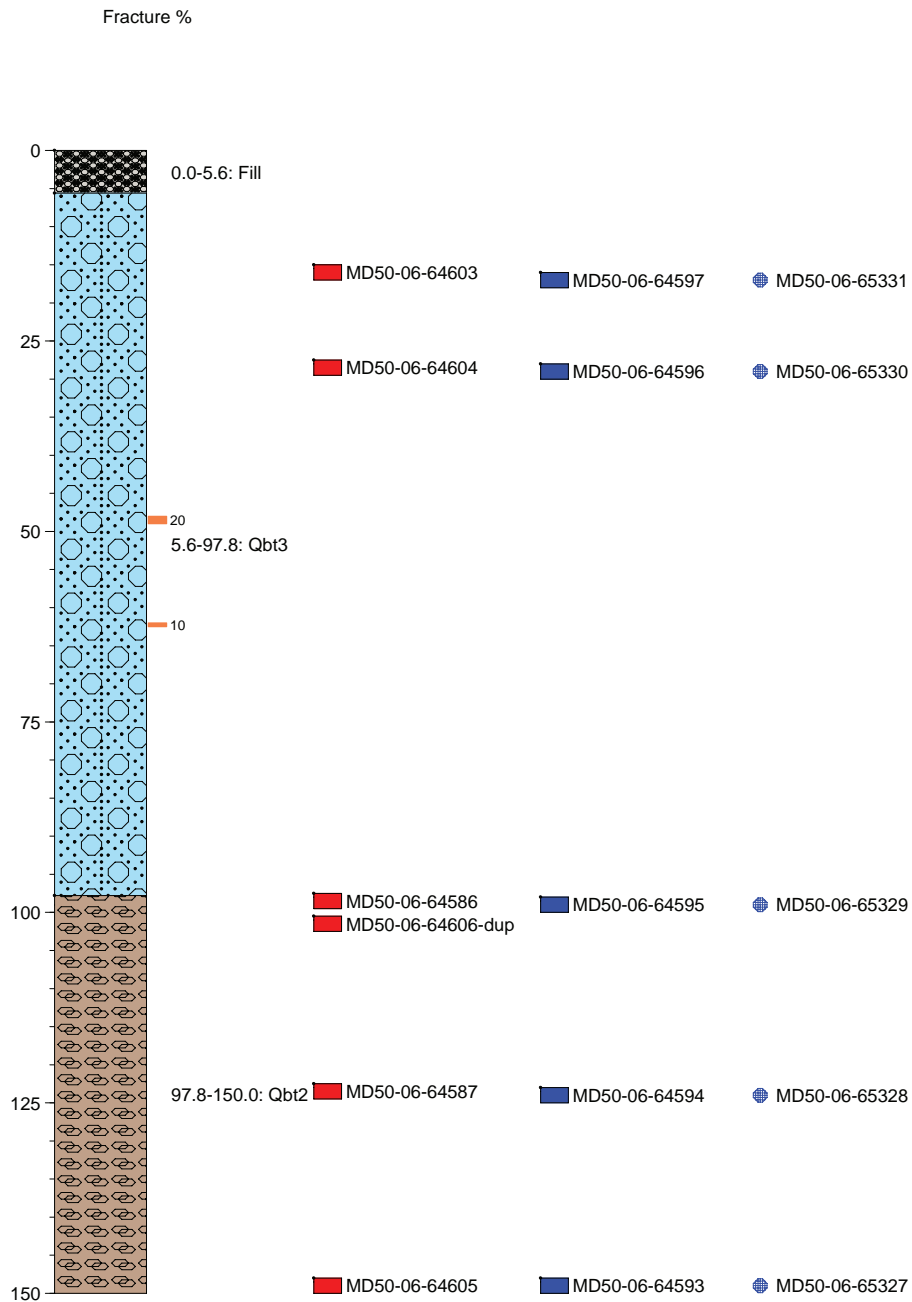 Fracture %
0
0.0-5.6: Fill
MD50-06-64603
MD50-06-64597
MD50-06-65331
25
MD50-06-64604
MD50-06-64596
MD50-06-65330
20
50
5.6-97.8: Qbt3
10
75
MD50-06-64586
MD50-06-64595
MD50-06-65329
100
MD50-06-64606-dup
97.8-150.0: Qbt2
MD50-06-64587
MD50-06-64594
MD50-06-65328
125
MD50-06-64605
MD50-06-64593
MD50-06-65327
150